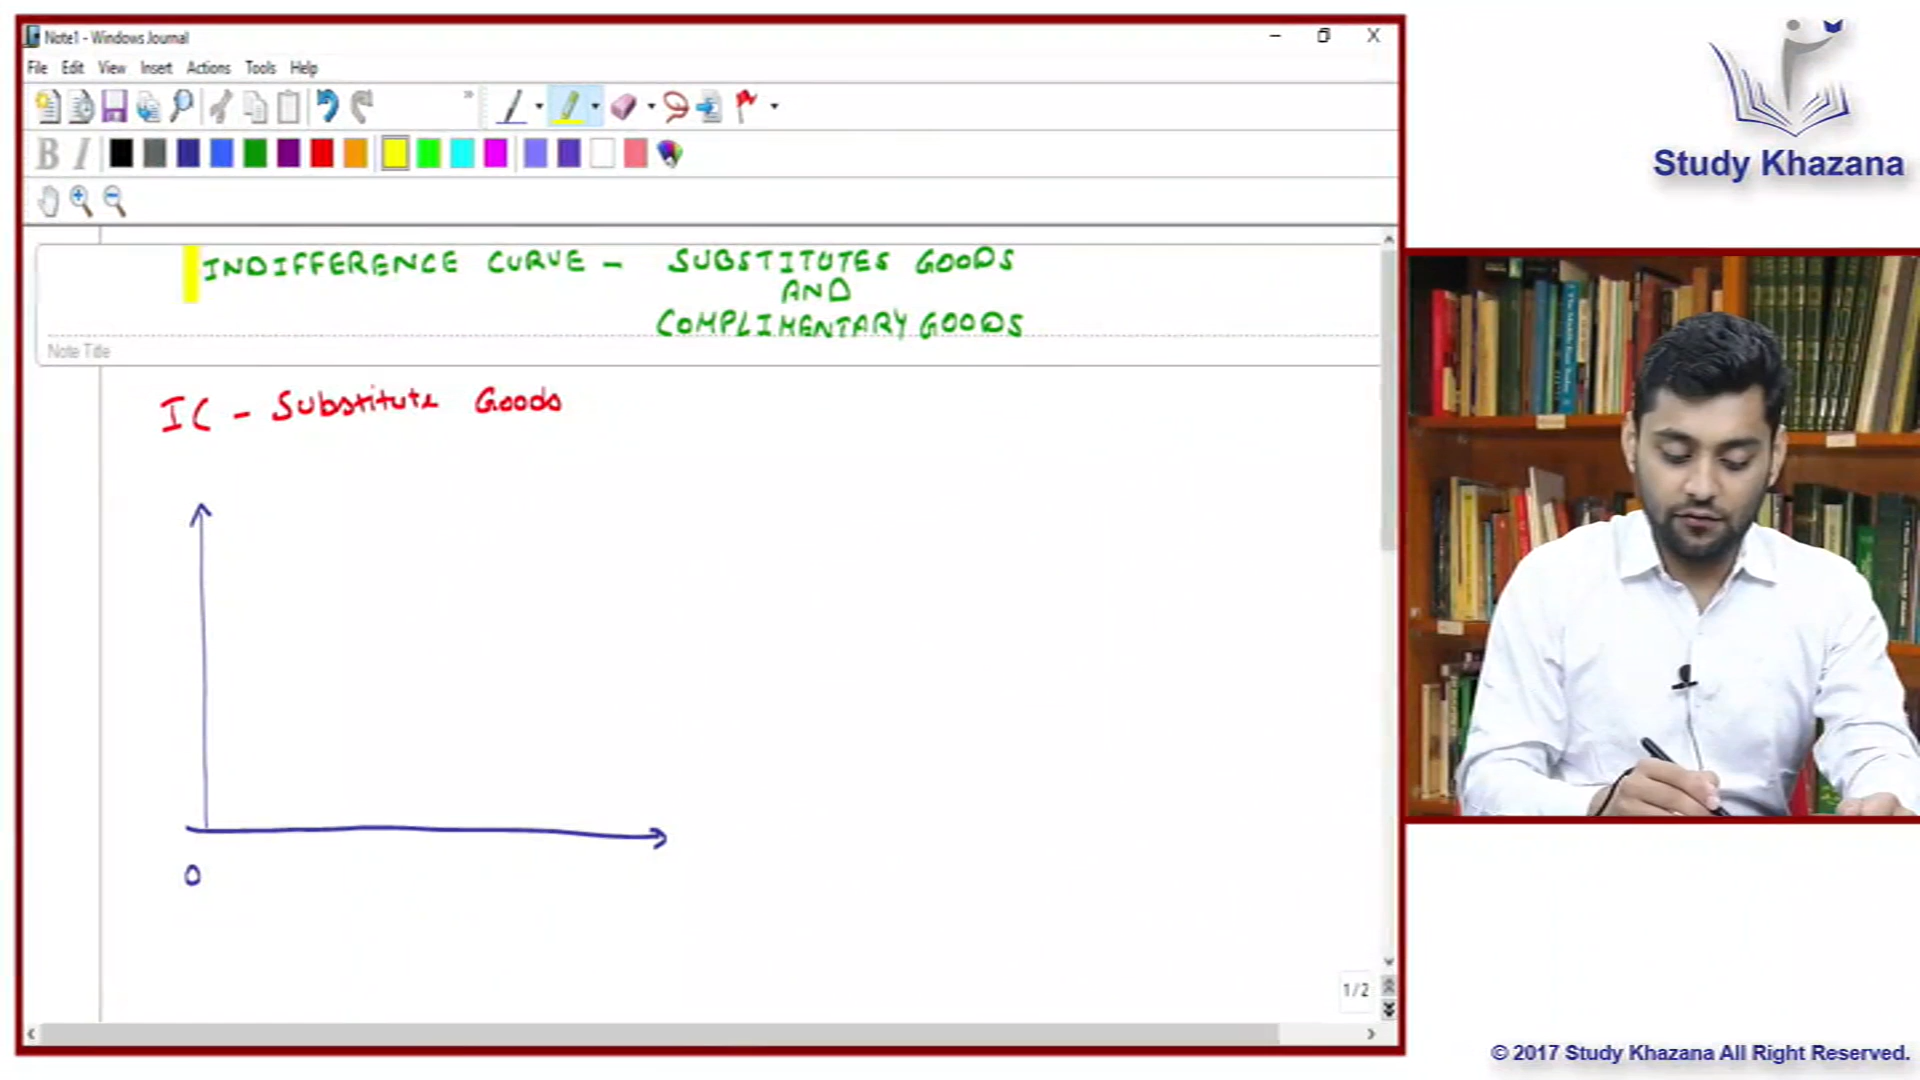 Note1 - Windows Journal
File Edit View Insert Actions Tools Help
B I
INDIFFERENCE CURVE - SUBSTITUTES GOODS
AND
COMPLIMENTARY GOODS
Note Title
IC - Substitute Goods
O
1/2
Study Khazana
© 2017 Study Khazana All Right Reserved.